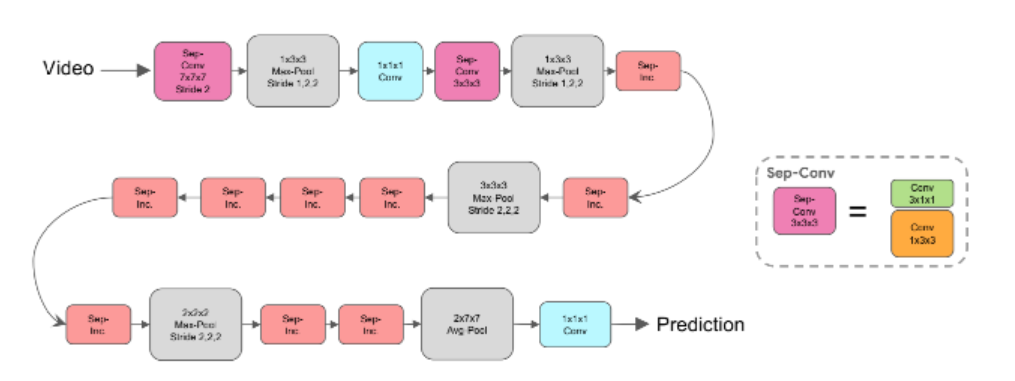 Video
Sep-
Conv
7x7x7
Stride 2
1x3x3
Max-Pool
Stride 1,2,2
1x1x1
Conv
Sep-
Conv
3x3x3
1x3x3
Max-Pool
Stride 1,2,2
Sep-
Inc.
Sep-
Inc.
Sep-
Inc.
Sep-
Inc.
Sep-
Inc.
3x3x3
Max-Pool
Stride 2,2,2
Sep-
Inc.
Sep-Conv
Sep-
Conv
3x3x3
=
Conv
3x1x1
Conv
1x3x3
Sep-
Inc.
2x2x2
Max-Pool
Stride 2,2,2
Sep-
Inc.
Sep-
Inc.
2x7x7
Avg-Pool
1x1x1
Conv
Prediction